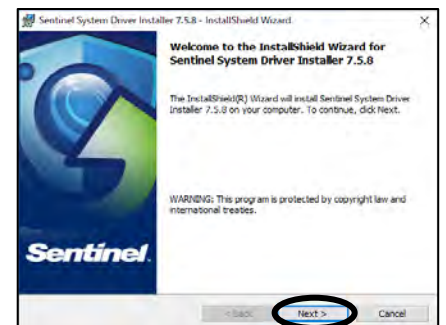 Sentinel System Driver Installer 7.5.8 - InstallShield Wizard
Welcome to the InstallShield Wizard for
Sentinel System Driver Installer 7.5.8
The InstallShield(R) Wizard will install Sentinel System Driver
Installer 7.5.8 on your computer. To continue, click Next.
WARNING: This program is protected by copyright law and
international treaties.
Sentinel.
< Back
Next >
Cancel